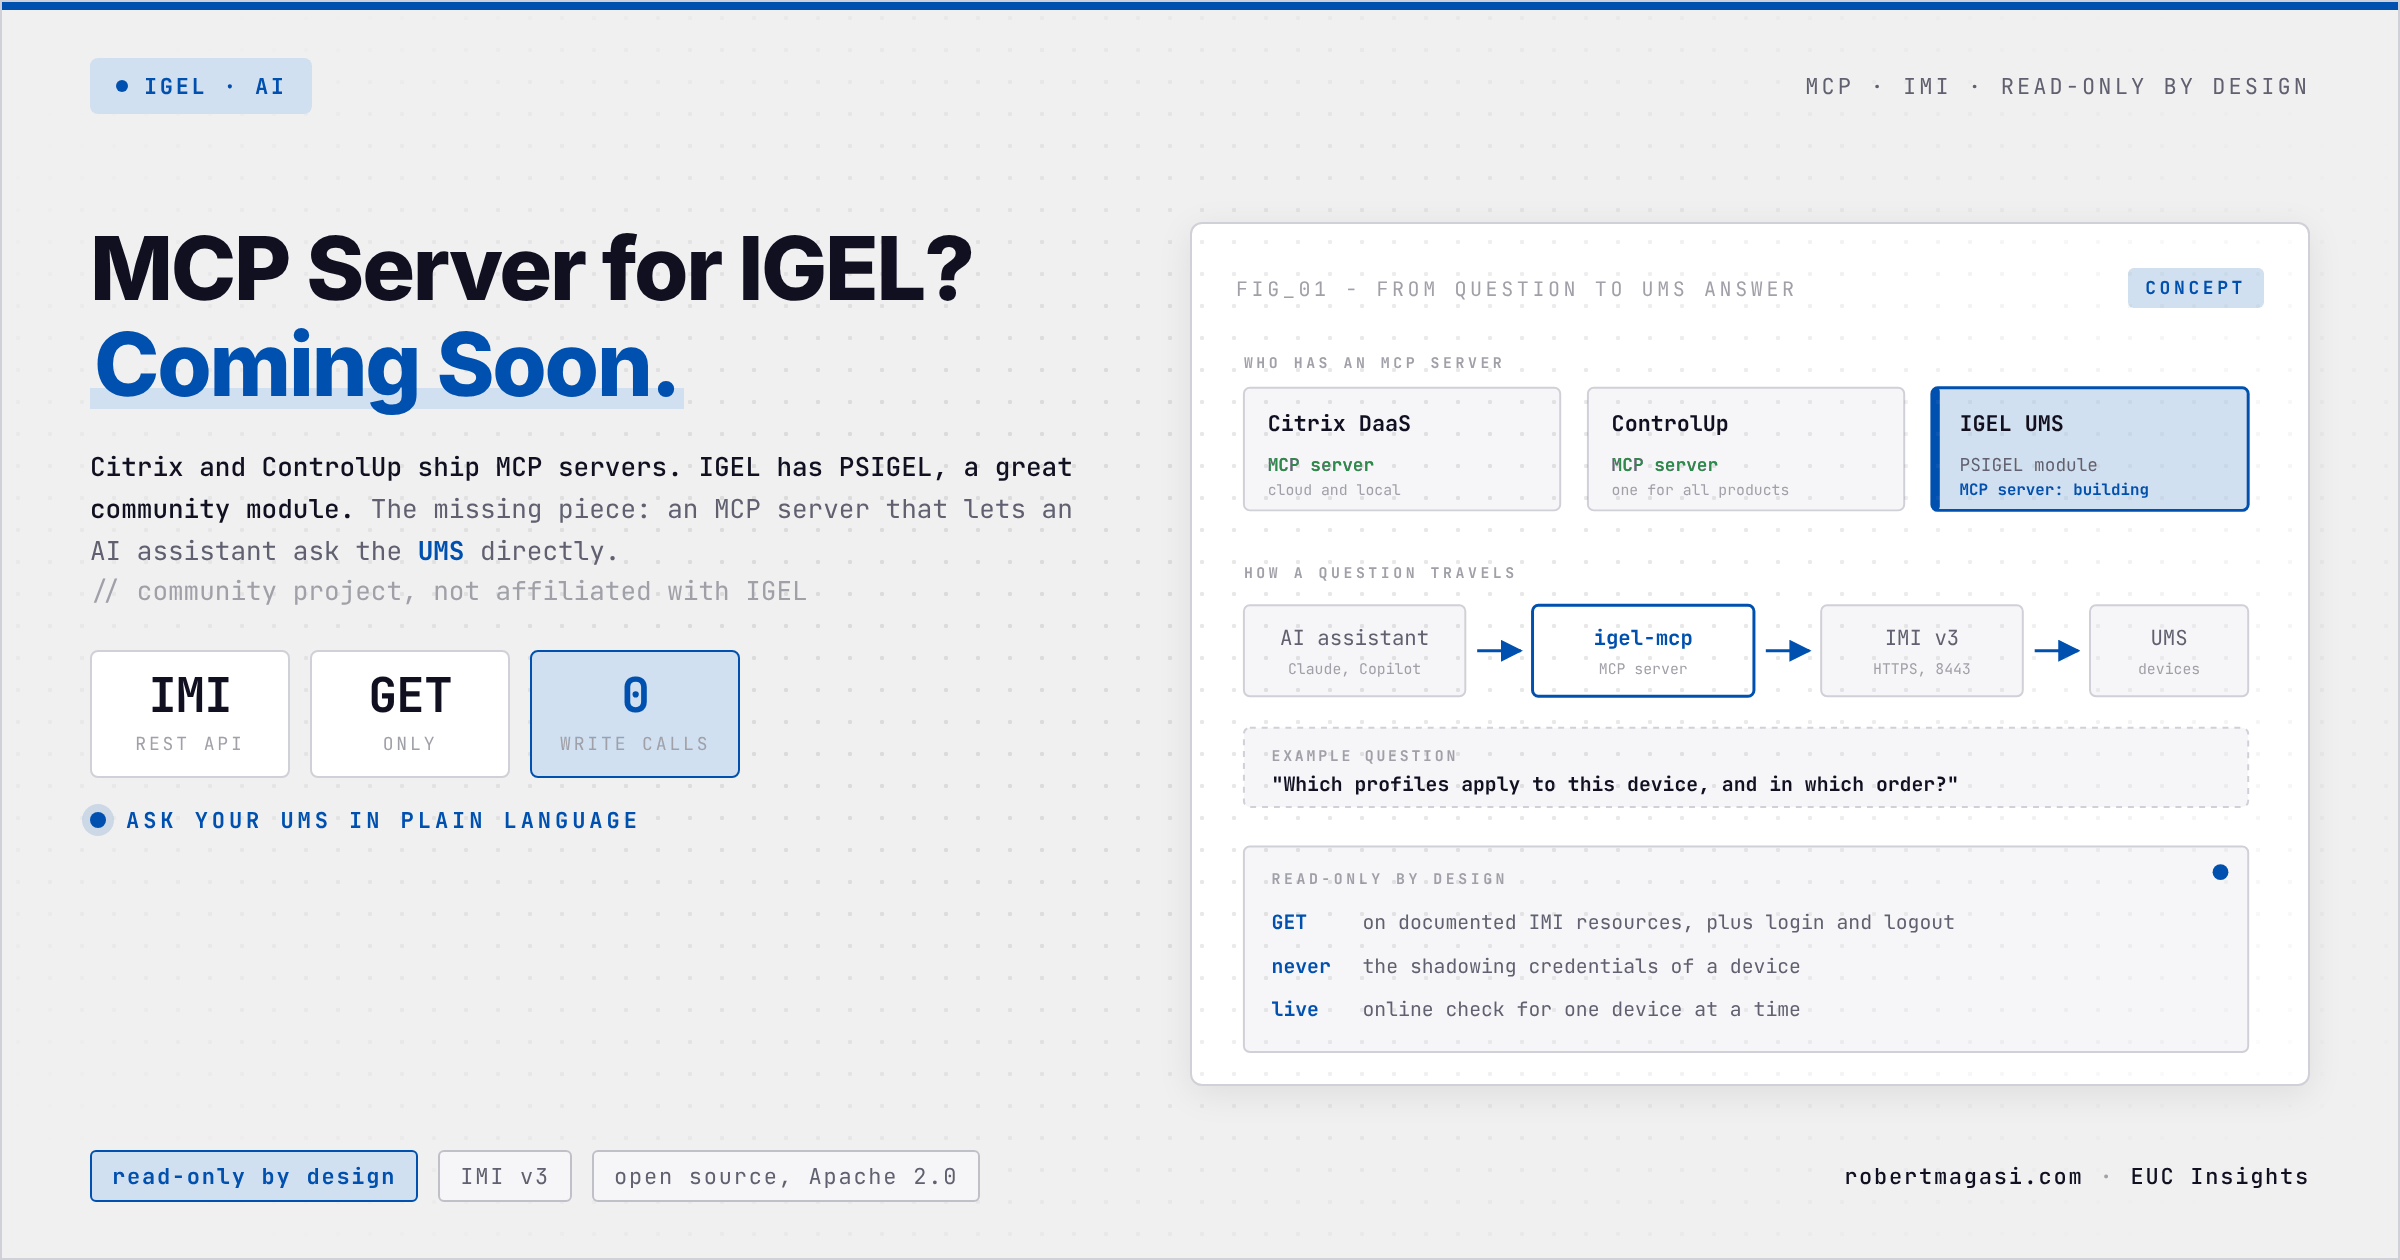 IGEL · AI
MCP · IMI · READ-ONLY BY DESIGN
MCP Server for IGEL?
Coming Soon.
Citrix and ControlUp ship MCP servers. IGEL has PSIGEL, a great
community module. The missing piece: an MCP server that lets an
AI assistant ask the UMS directly.
// community project, not affiliated with IGEL
IMI
REST API
GET
ONLY
0
WRITE CALLS
ASK YOUR UMS IN PLAIN LANGUAGE
FIG_01 - FROM QUESTION TO UMS ANSWER
CONCEPT
WHO HAS AN MCP SERVER
Citrix DaaS
MCP server
cloud and local
ControlUp
MCP server
one for all products
IGEL UMS
PSIGEL module
MCP server: building
HOW A QUESTION TRAVELS
AI assistant
Claude, Copilot
igel-mcp
MCP server
IMI v3
HTTPS, 8443
UMS
devices
EXAMPLE QUESTION
"Which profiles apply to this device, and in which order?"
READ-ONLY BY DESIGN
GET on documented IMI resources, plus login and logout
never the shadowing credentials of a device
live online check for one device at a time
read-only by design
IMI v3
open source, Apache 2.0
robertmagasi.com · EUC Insights